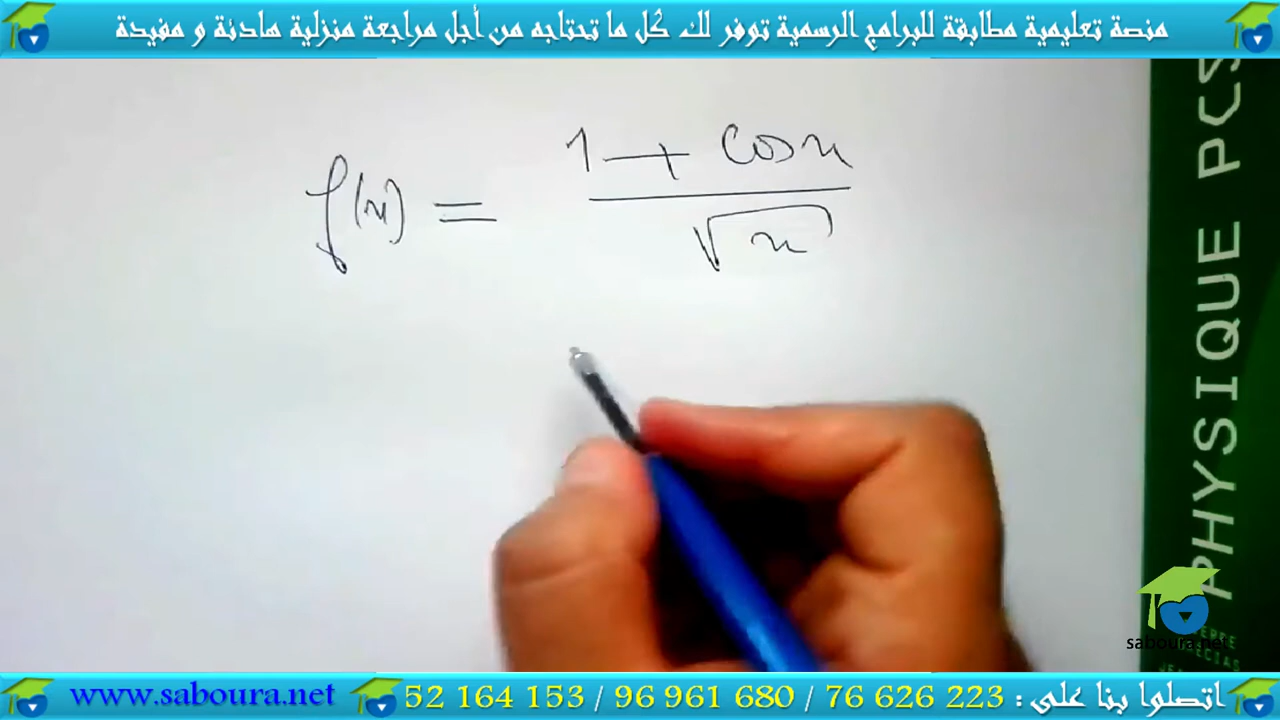 منصة تعليمية مطابقة للبرامج الرسمية توفر لك كل ما تحتاجه من أجل مراجعة منزلية هادئة و مفيدة
f(x) = (1 + cos x) / √x
PHYSIQUE PCS
saboura.net
www.saboura.net
اتصلوا بنا على : 52 164 153 / 96 961 680 / 76 626 223